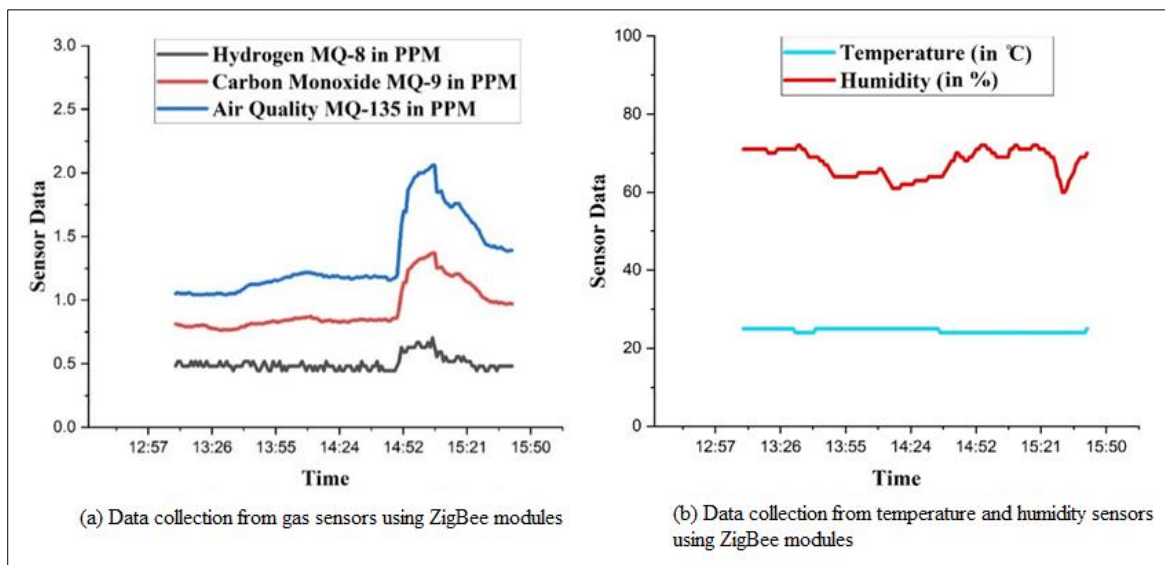 3.0
2.5
2.0
1.5
1.0
0.5
0.0
Sensor Data
Hydrogen MQ-8 in PPM
Carbon Monoxide MQ-9 in PPM
Air Quality MQ-135 in PPM
12:57 13:26 13:55 14:24 14:52 15:21 15:50
Time
(a) Data collection from gas sensors using ZigBee modules
100
80
60
40
20
0
Sensor Data
Temperature (in ℃)
Humidity (in %)
12:57 13:26 13:55 14:24 14:52 15:21 15:50
Time
(b) Data collection from temperature and humidity sensors
using ZigBee modules